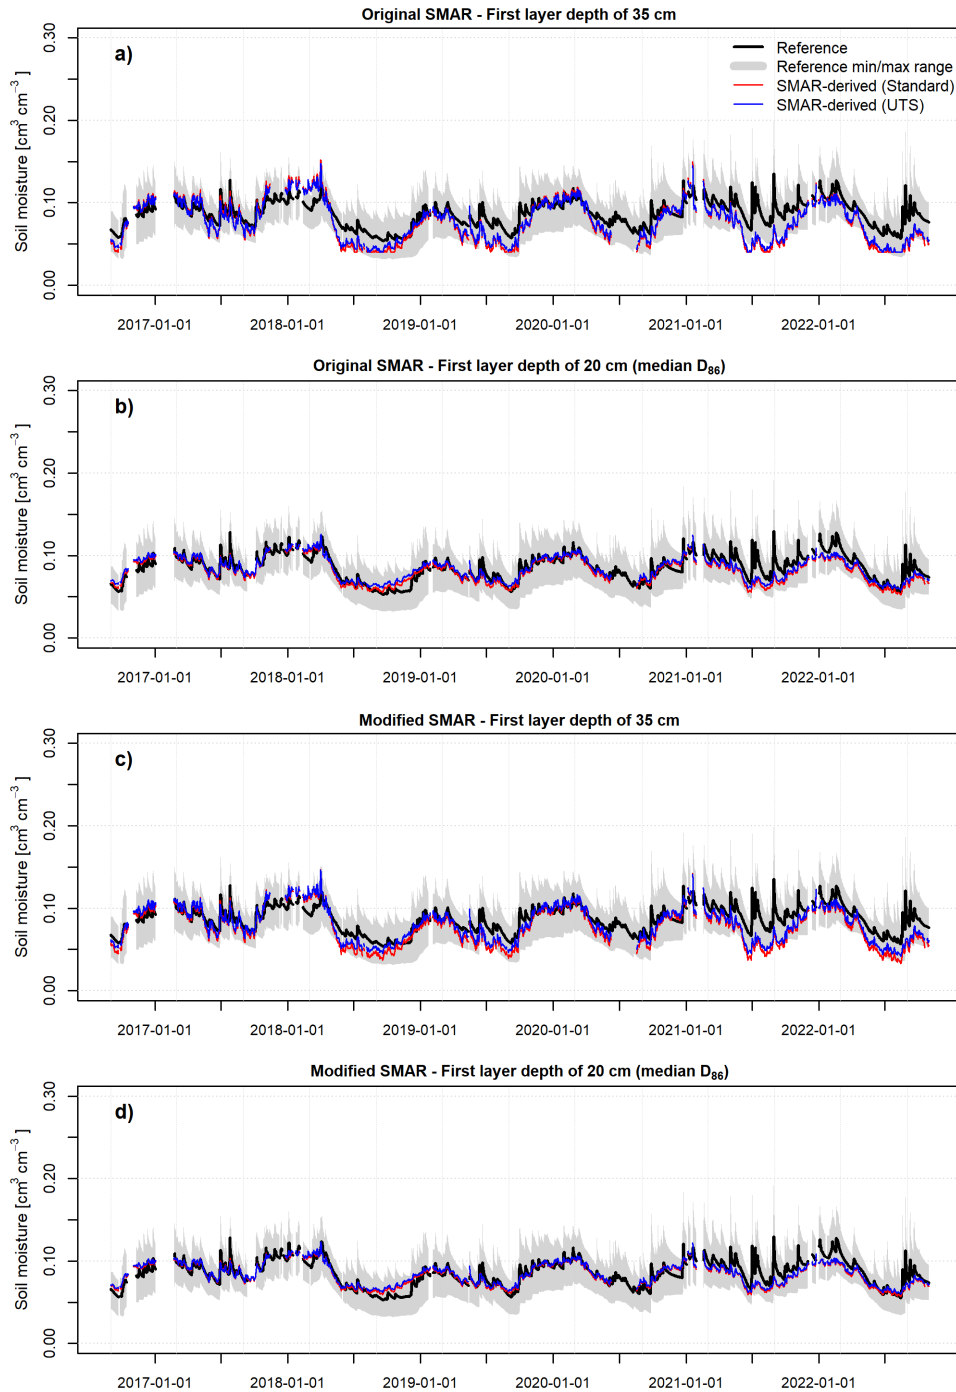 Original SMAR - First layer depth of 35 cm
a)
Reference
Reference min/max range
SMAR-derived (Standard)
SMAR-derived (UTS)
Soil moisture [cm³ cm⁻³ ]
0.30
0.20
0.10
0.00
2017-01-01 2018-01-01 2019-01-01 2020-01-01 2021-01-01 2022-01-01
Original SMAR - First layer depth of 20 cm (median D₈₆)
b)
Soil moisture [cm³ cm⁻³ ]
0.30
0.20
0.10
0.00
2017-01-01 2018-01-01 2019-01-01 2020-01-01 2021-01-01 2022-01-01
Modified SMAR - First layer depth of 35 cm
c)
Soil moisture [cm³ cm⁻³ ]
0.30
0.20
0.10
0.00
2017-01-01 2018-01-01 2019-01-01 2020-01-01 2021-01-01 2022-01-01
Modified SMAR - First layer depth of 20 cm (median D₈₆)
d)
Soil moisture [cm³ cm⁻³ ]
0.30
0.20
0.10
0.00
2017-01-01 2018-01-01 2019-01-01 2020-01-01 2021-01-01 2022-01-01